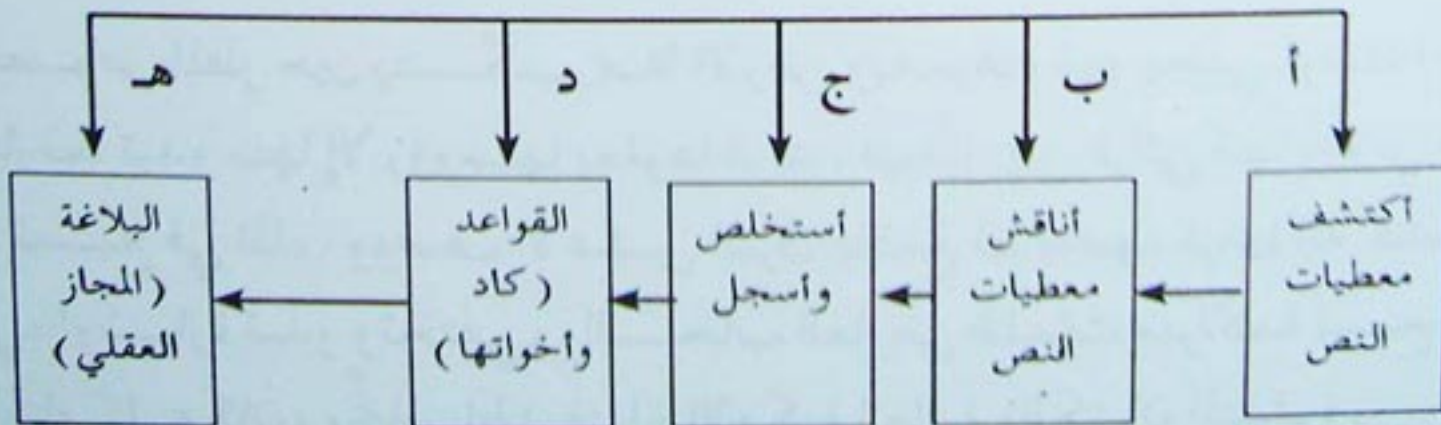 أ
ب
ج
د
هـ
أكتشف
معطيات
النص
أناقش
معطيات
النص
أستخلص
وأسجل
القواعد
(كاد
وأخواتها)
البلاغة
(المجاز
العقلي)